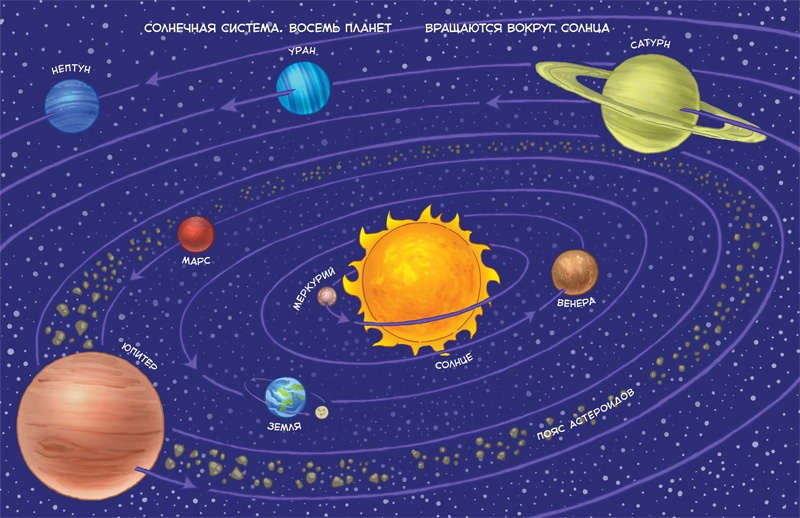 СОЛНЕЧНАЯ СИСТЕМА. ВОСЕМЬ ПЛАНЕТ ВРАЩАЮТСЯ ВОКРУГ СОЛНЦА
НЕПТУН
УРАН
САТУРН
МАРС
МЕРКУРИЙ
ВЕНЕРА
СОЛНЦЕ
ЮПИТЕР
ЗЕМЛЯ
ПОЯС АСТЕРОИДОВ